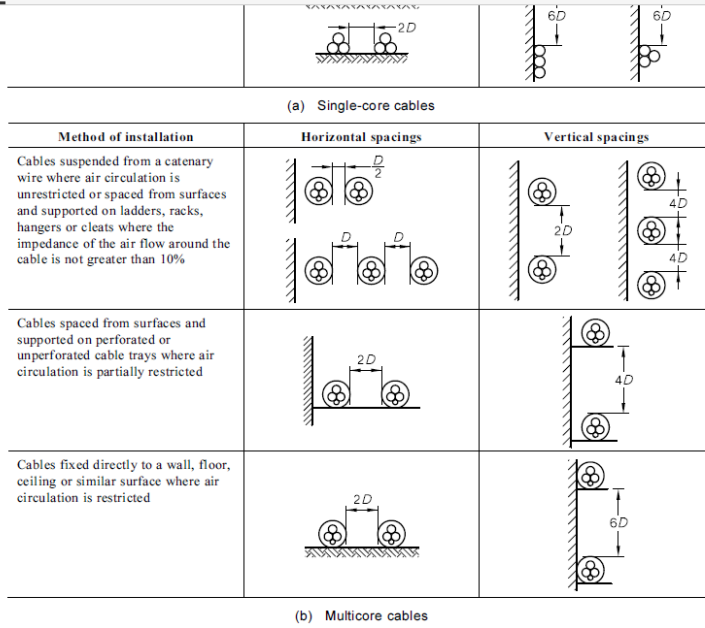 2D
6D 6D
(a) Single-core cables
Method of installation Horizontal spacings Vertical spacings
Cables suspended from a catenary
wire where air circulation is
unrestricted or spaced from surfaces
and supported on ladders, racks,
hangers or cleats where the
impedance of the air flow around the
cable is not greater than 10%
D
2
D D
2D
4D
4D
Cables spaced from surfaces and
supported on perforated or
unperforated cable trays where air
circulation is partially restricted
2D
4D
Cables fixed directly to a wall, floor,
ceiling or similar surface where air
circulation is restricted
2D
6D
(b) Multicore cables